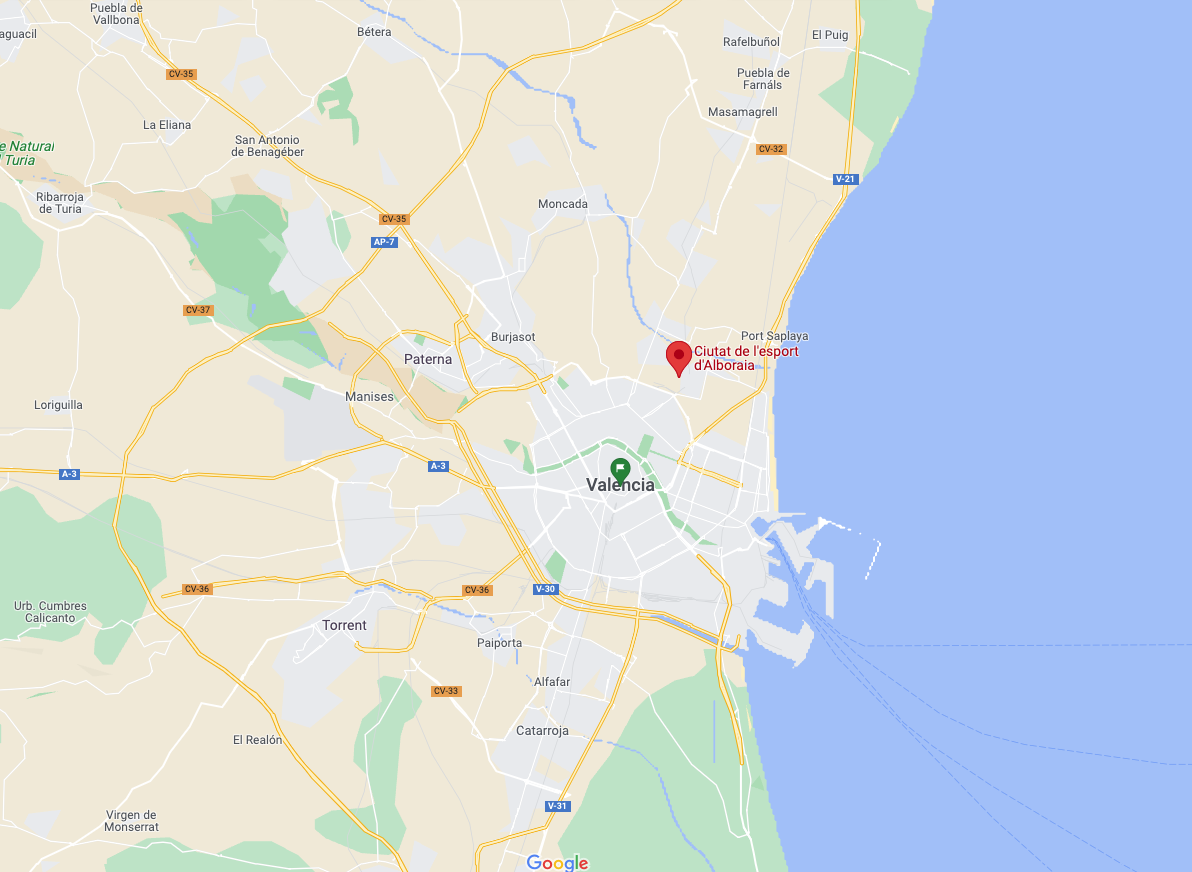 Puebla de
Vallbona
aguacil
Bétera
El Puig
Rafelbuñol
CV-35
Puebla de
Farnáls
Masamagrell
La Eliana
San Antonio
de Benagéber
e Natural
l Turia
CV-32
V-21
Ribarroja
de Turia
Moncada
CV-35
AP-7
CV-37
Burjasot
Port Saplaya
Paterna
Ciutat de l'esport
d'Alboraia
Manises
Loriguilla
A-3
A-3
Valencia
CV-36
CV-36
V-30
Urb. Cumbres
Calicanto
Torrent
Paiporta
Alfafar
CV-33
Catarroja
El Realón
V-31
Virgen de
Monserrat
Google